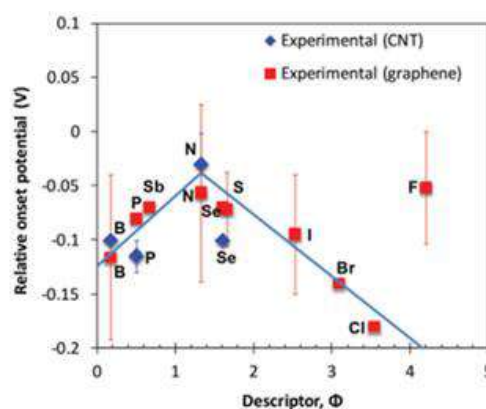 0.1
Experimental (CNT)
Experimental (graphene)
0.05
0
N
-0.05
F
Sb
P
N
Se
S
B
I
-0.1
B
P
Se
Br
-0.15
Cl
-0.2
0 1 2 3 4 5
Relative onset potential (V)
Descriptor, Φ